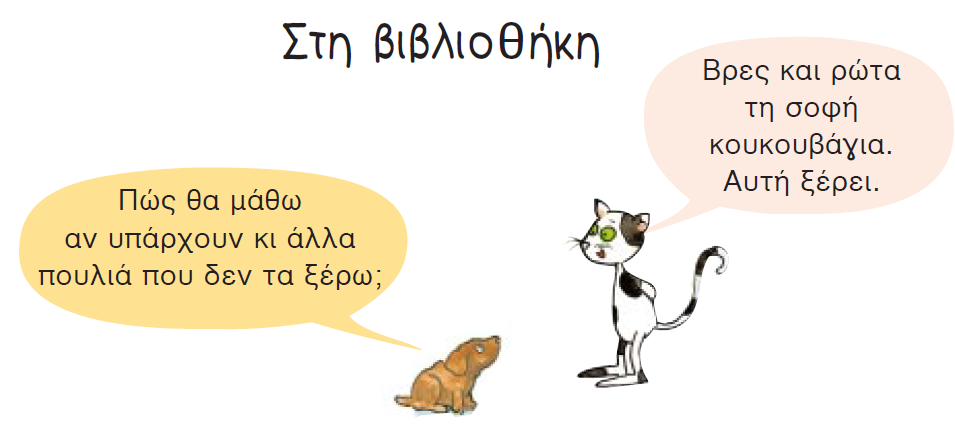 Στη βιβλιοθήκη
Πώς θα μάθω
αν υπάρχουν κι άλλα
πουλιά που δεν τα ξέρω;
Βρες και ρώτα
τη σοφή
κουκουβάγια.
Αυτή ξέρει.